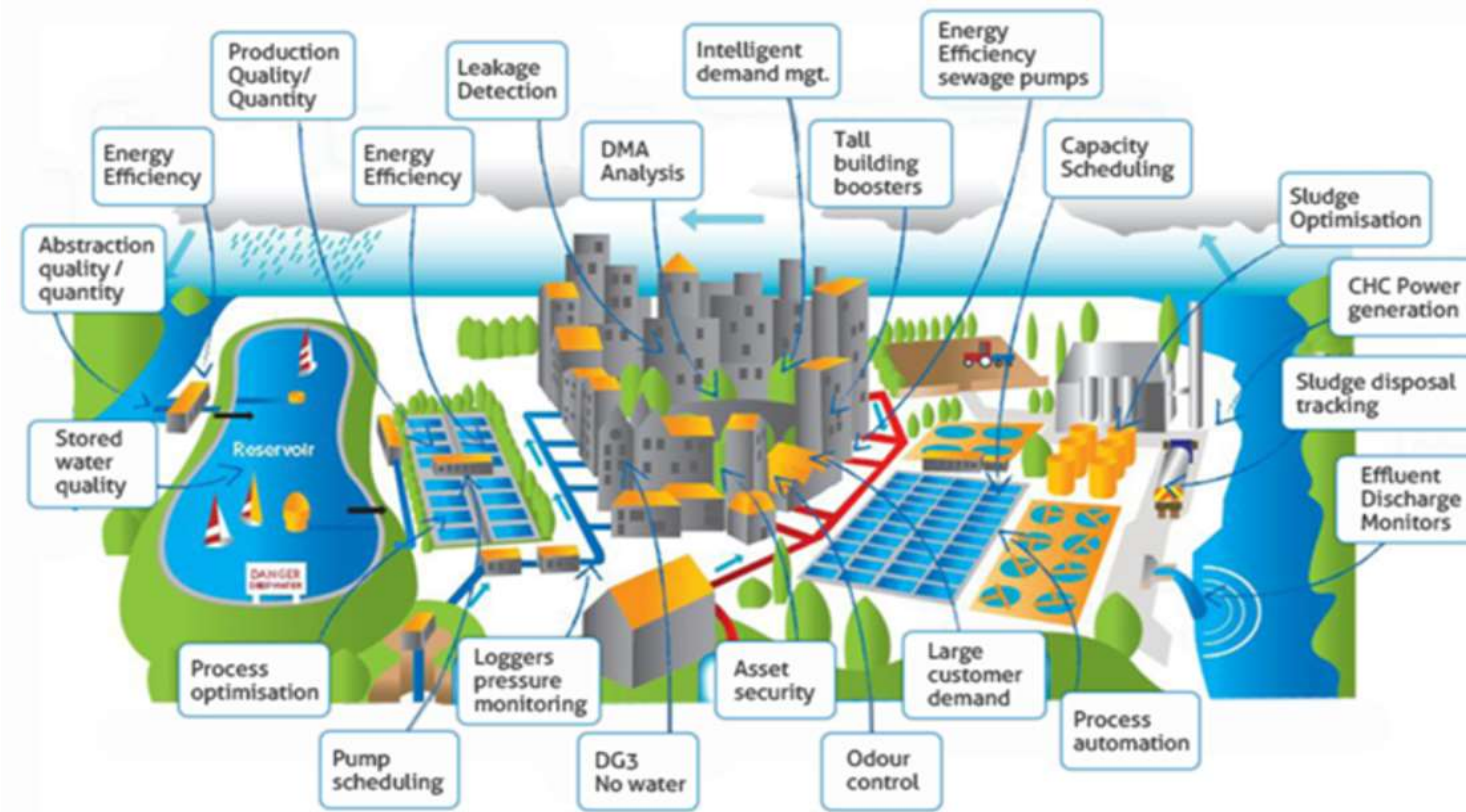 Production
Quality/
Quantity
Leakage
Detection
Intelligent
demand mgt.
Energy
Efficiency
sewage pumps
Energy
Efficiency
Energy
Efficiency
DMA
Analysis
Tall
building
boosters
Capacity
Scheduling
Sludge
Optimisation
Abstraction
quality /
quantity
CHC Power
generation
Stored
water
quality
Reservoir
Sludge disposal
tracking
Effluent
Discharge
Monitors
DANGER
DEEP WATER
Process
optimisation
Loggers
pressure
monitoring
Asset
security
Large
customer
demand
Process
automation
Pump
scheduling
DG3
No water
Odour
control